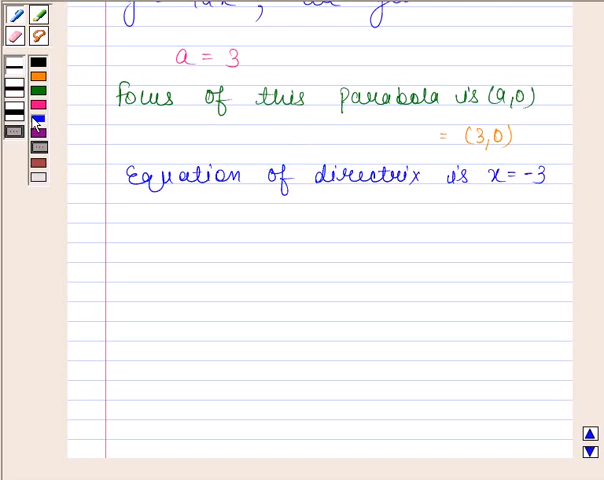 a = 3
Focus of this parabola is (a,0)
= (3,0)
Equation of directrix is x = -3